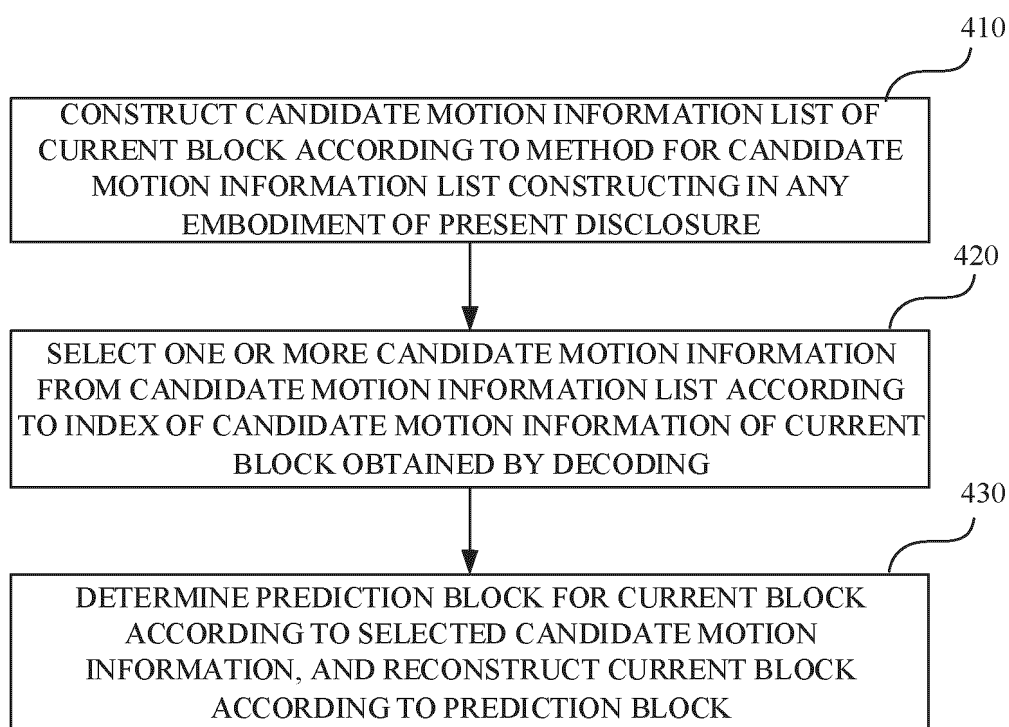 410
CONSTRUCT CANDIDATE MOTION INFORMATION LIST OF
CURRENT BLOCK ACCORDING TO METHOD FOR CANDIDATE
MOTION INFORMATION LIST CONSTRUCTING IN ANY
EMBODIMENT OF PRESENT DISCLOSURE
420
SELECT ONE OR MORE CANDIDATE MOTION INFORMATION
FROM CANDIDATE MOTION INFORMATION LIST ACCORDING
TO INDEX OF CANDIDATE MOTION INFORMATION OF CURRENT
BLOCK OBTAINED BY DECODING
430
DETERMINE PREDICTION BLOCK FOR CURRENT BLOCK
ACCORDING TO SELECTED CANDIDATE MOTION
INFORMATION, AND RECONSTRUCT CURRENT BLOCK
ACCORDING TO PREDICTION BLOCK